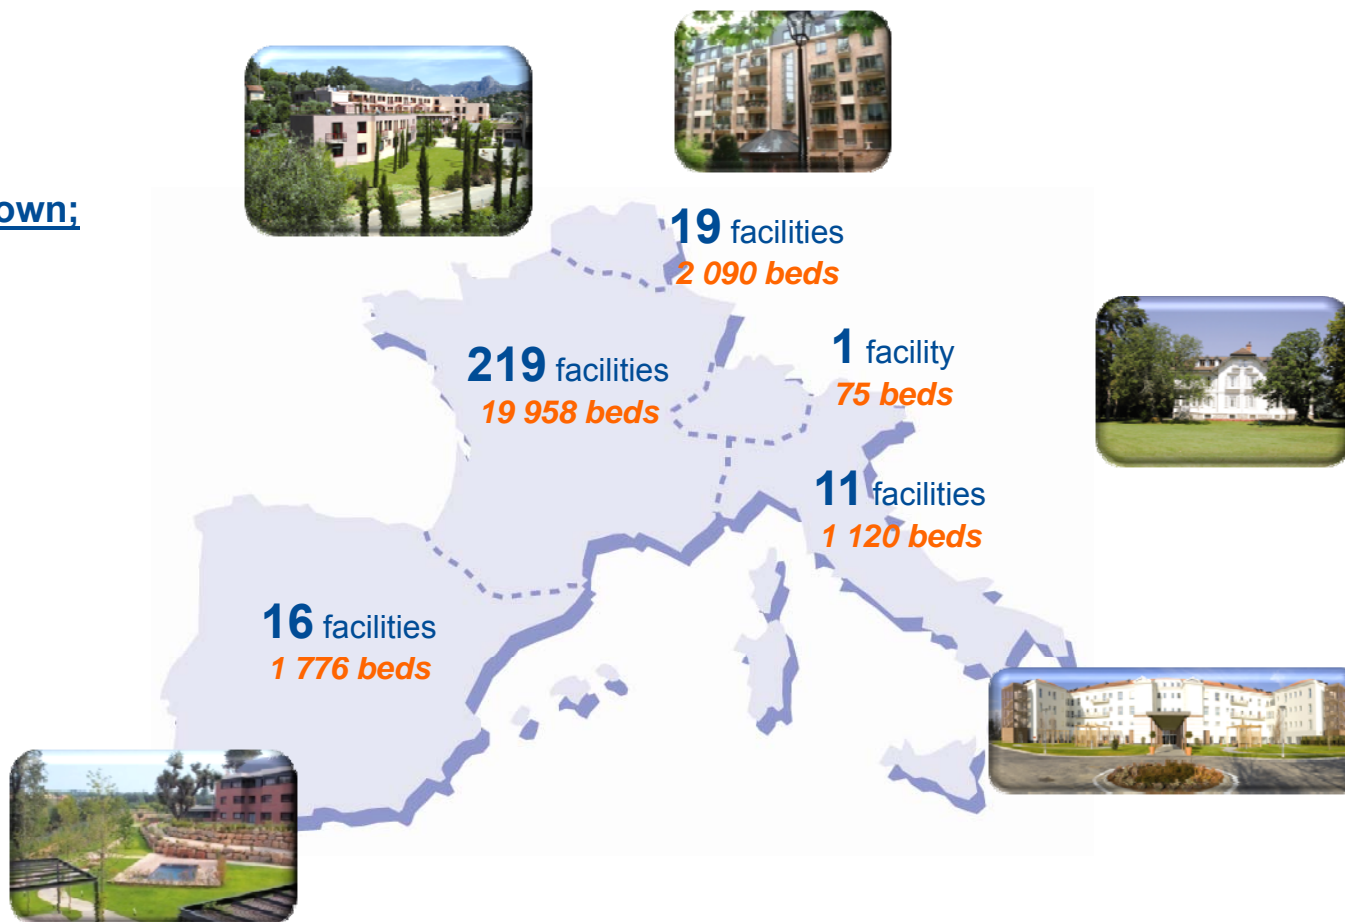 own;
19 facilities
2 090 beds
1 facility
75 beds
219 facilities
19 958 beds
11 facilities
1 120 beds
16 facilities
1 776 beds